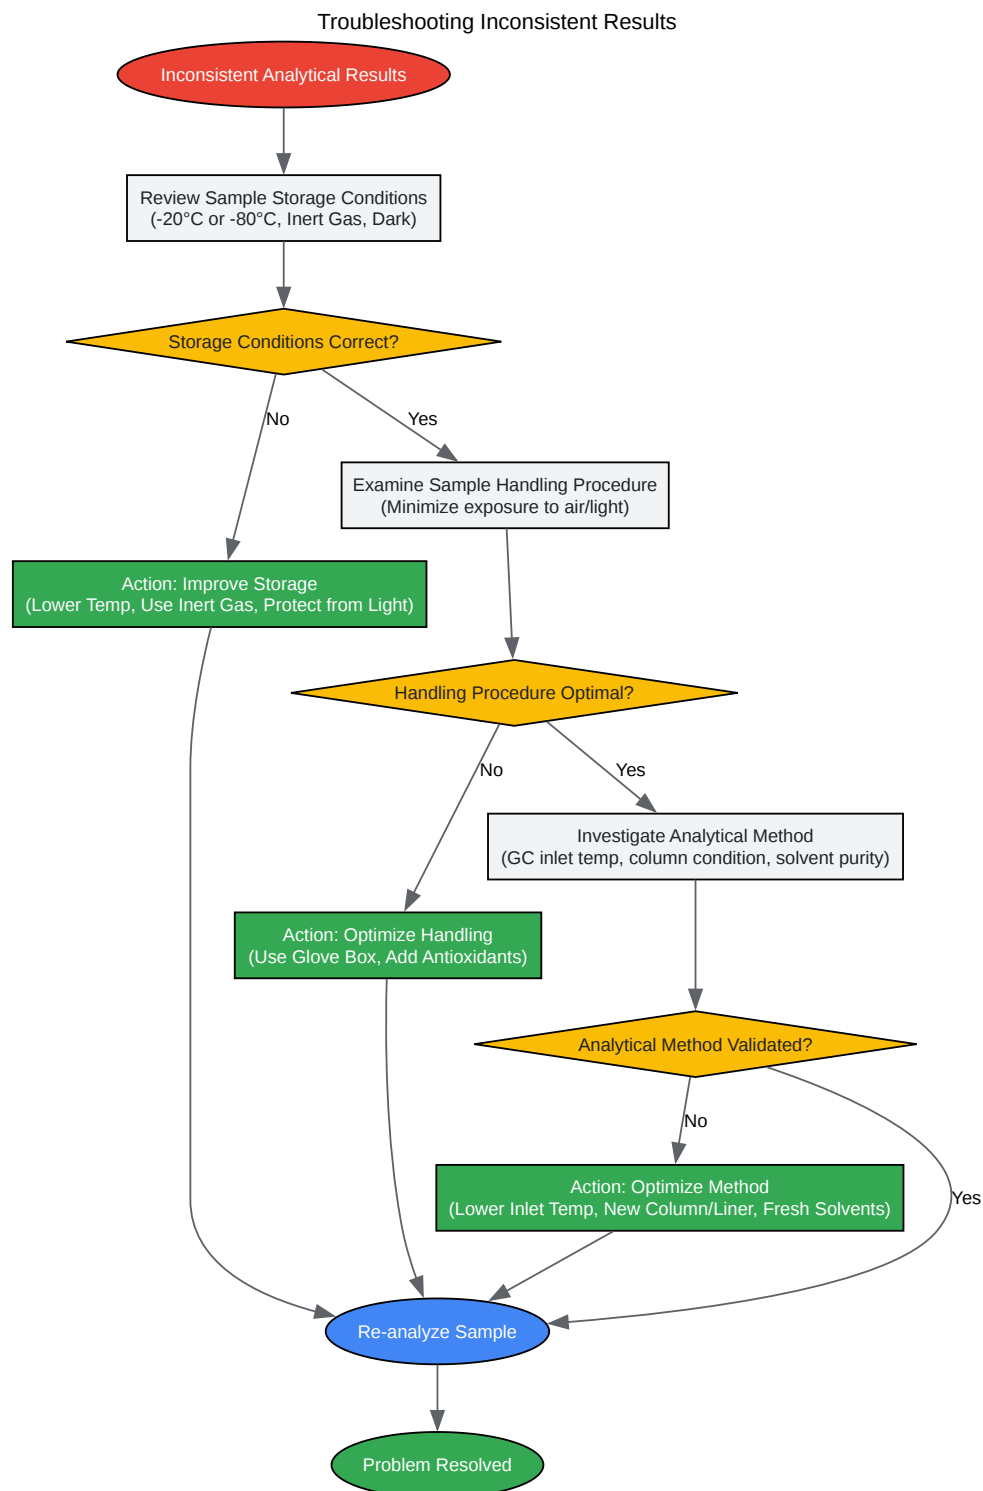 Troubleshooting Inconsistent Results
Inconsistent Analytical Results
Review Sample Storage Conditions
(-20°C or -80°C, Inert Gas, Dark)
Storage Conditions Correct?
No
Yes
Examine Sample Handling Procedure
(Minimize exposure to air/light)
Action: Improve Storage
(Lower Temp, Use Inert Gas, Protect from Light)
Handling Procedure Optimal?
No
Yes
Investigate Analytical Method
(GC inlet temp, column condition, solvent purity)
Action: Optimize Handling
(Use Glove Box, Add Antioxidants)
Analytical Method Validated?
No
Action: Optimize Method
(Lower Inlet Temp, New Column/Liner, Fresh Solvents)
Yes
Re-analyze Sample
Problem Resolved